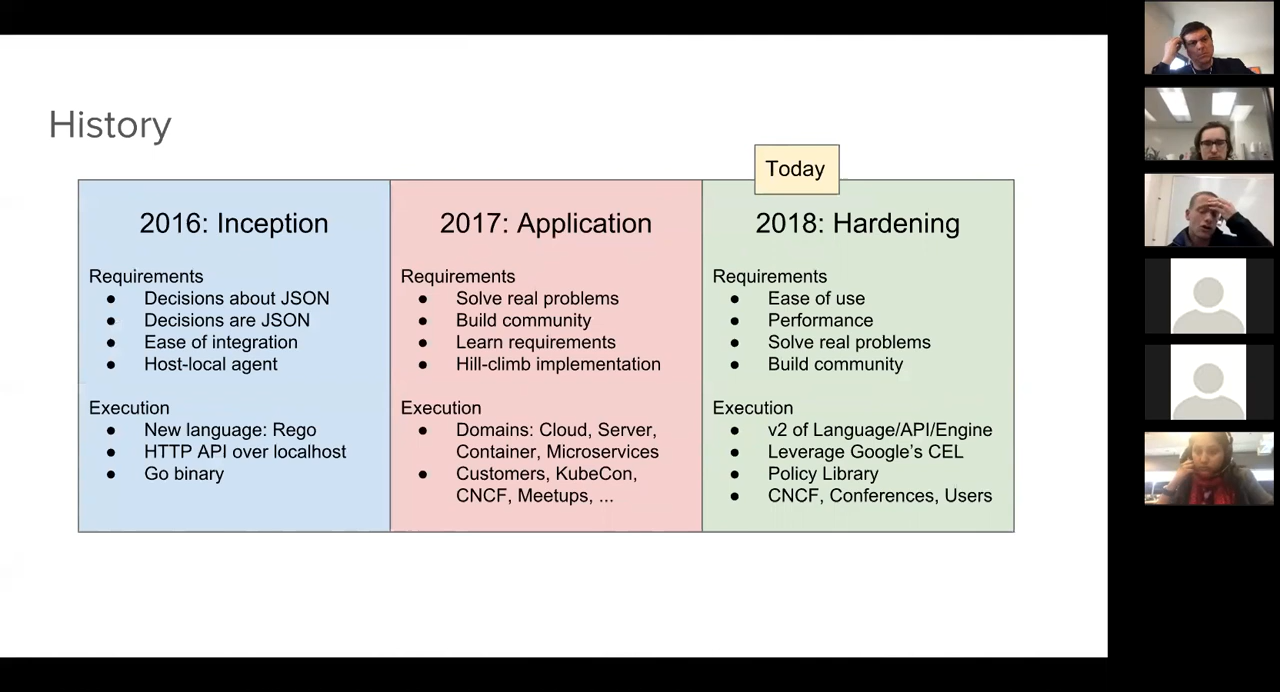 History
Today
2016: Inception
Requirements
● Decisions about JSON
● Decisions are JSON
● Ease of integration
● Host-local agent
Execution
● New language: Rego
● HTTP API over localhost
● Go binary
2017: Application
Requirements
● Solve real problems
● Build community
● Learn requirements
● Hill-climb implementation
Execution
● Domains: Cloud, Server,
Container, Microservices
● Customers, KubeCon,
CNCF, Meetups, ...
2018: Hardening
Requirements
● Ease of use
● Performance
● Solve real problems
● Build community
Execution
● v2 of Language/API/Engine
● Leverage Google's CEL
● Policy Library
● CNCF, Conferences, Users